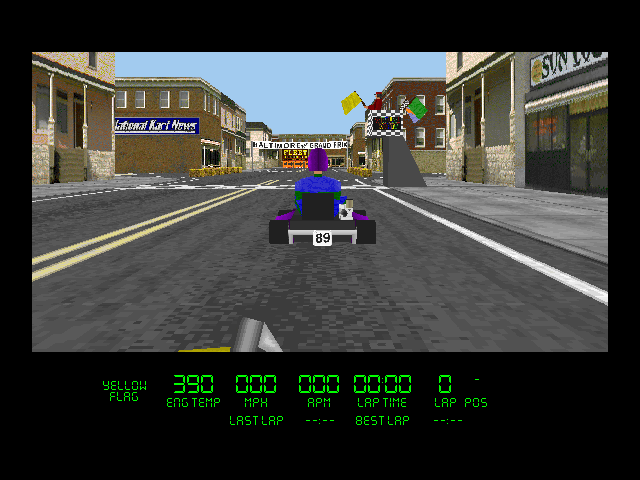 SUN
National Kart News
BALTIMORE GRAND PRIX
FLEET
89
YELLOW
FLAG
390 000 000 00:00 0 -
ENG TEMP MPH RPM LAP TIME LAP POS
LAST LAP --:-- BEST LAP --:--